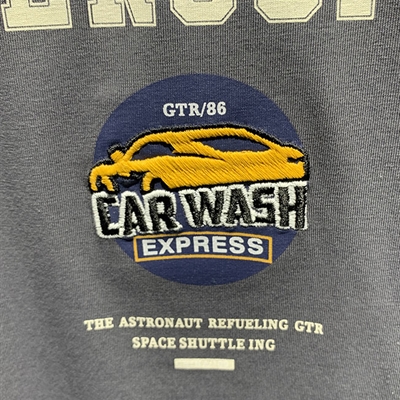 GTR/86
CAR WASH
EXPRESS
THE ASTRONAUT REFUELING GTR
SPACE SHUTTLE ING